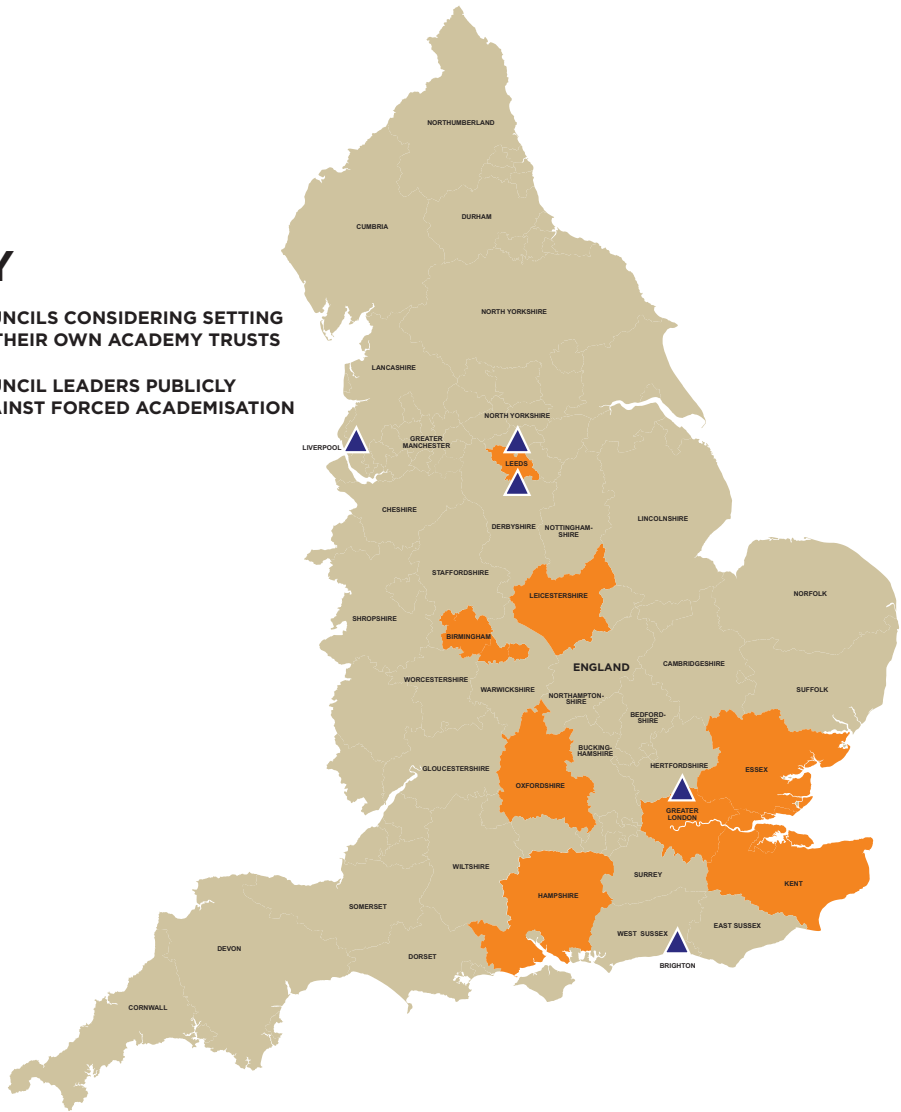 NORTHUMBERLAND
DURHAM
CUMBRIA
Y
UNCILS CONSIDERING SETTING
THEIR OWN ACADEMY TRUSTS
UNCIL LEADERS PUBLICLY
AINST FORCED ACADEMISATION
NORTH YORKSHIRE
LANCASHIRE
NORTH YORKSHIRE
LIVERPOOL
GREATER
MANCHESTER
LEEDS
CHESHIRE
DERBYSHIRE
NOTTINGHAM-
SHIRE
LINCOLNSHIRE
STAFFORDSHIRE
LEICESTERSHIRE
NORFOLK
SHROPSHIRE
BIRMINGHAM
ENGLAND
CAMBRIDGESHIRE
WORCESTERSHIRE
WARWICKSHIRE
NORTHAMPTON-
SHIRE
SUFFOLK
BEDFORD-
SHIRE
BUCKING-
HAMSHIRE
GLOUCESTERSHIRE
HERTFORDSHIRE
ESSEX
OXFORDSHIRE
GREATER
LONDON
WILTSHIRE
SURREY
KENT
HAMPSHIRE
SOMERSET
WEST SUSSEX
EAST SUSSEX
DEVON
DORSET
BRIGHTON
CORNWALL